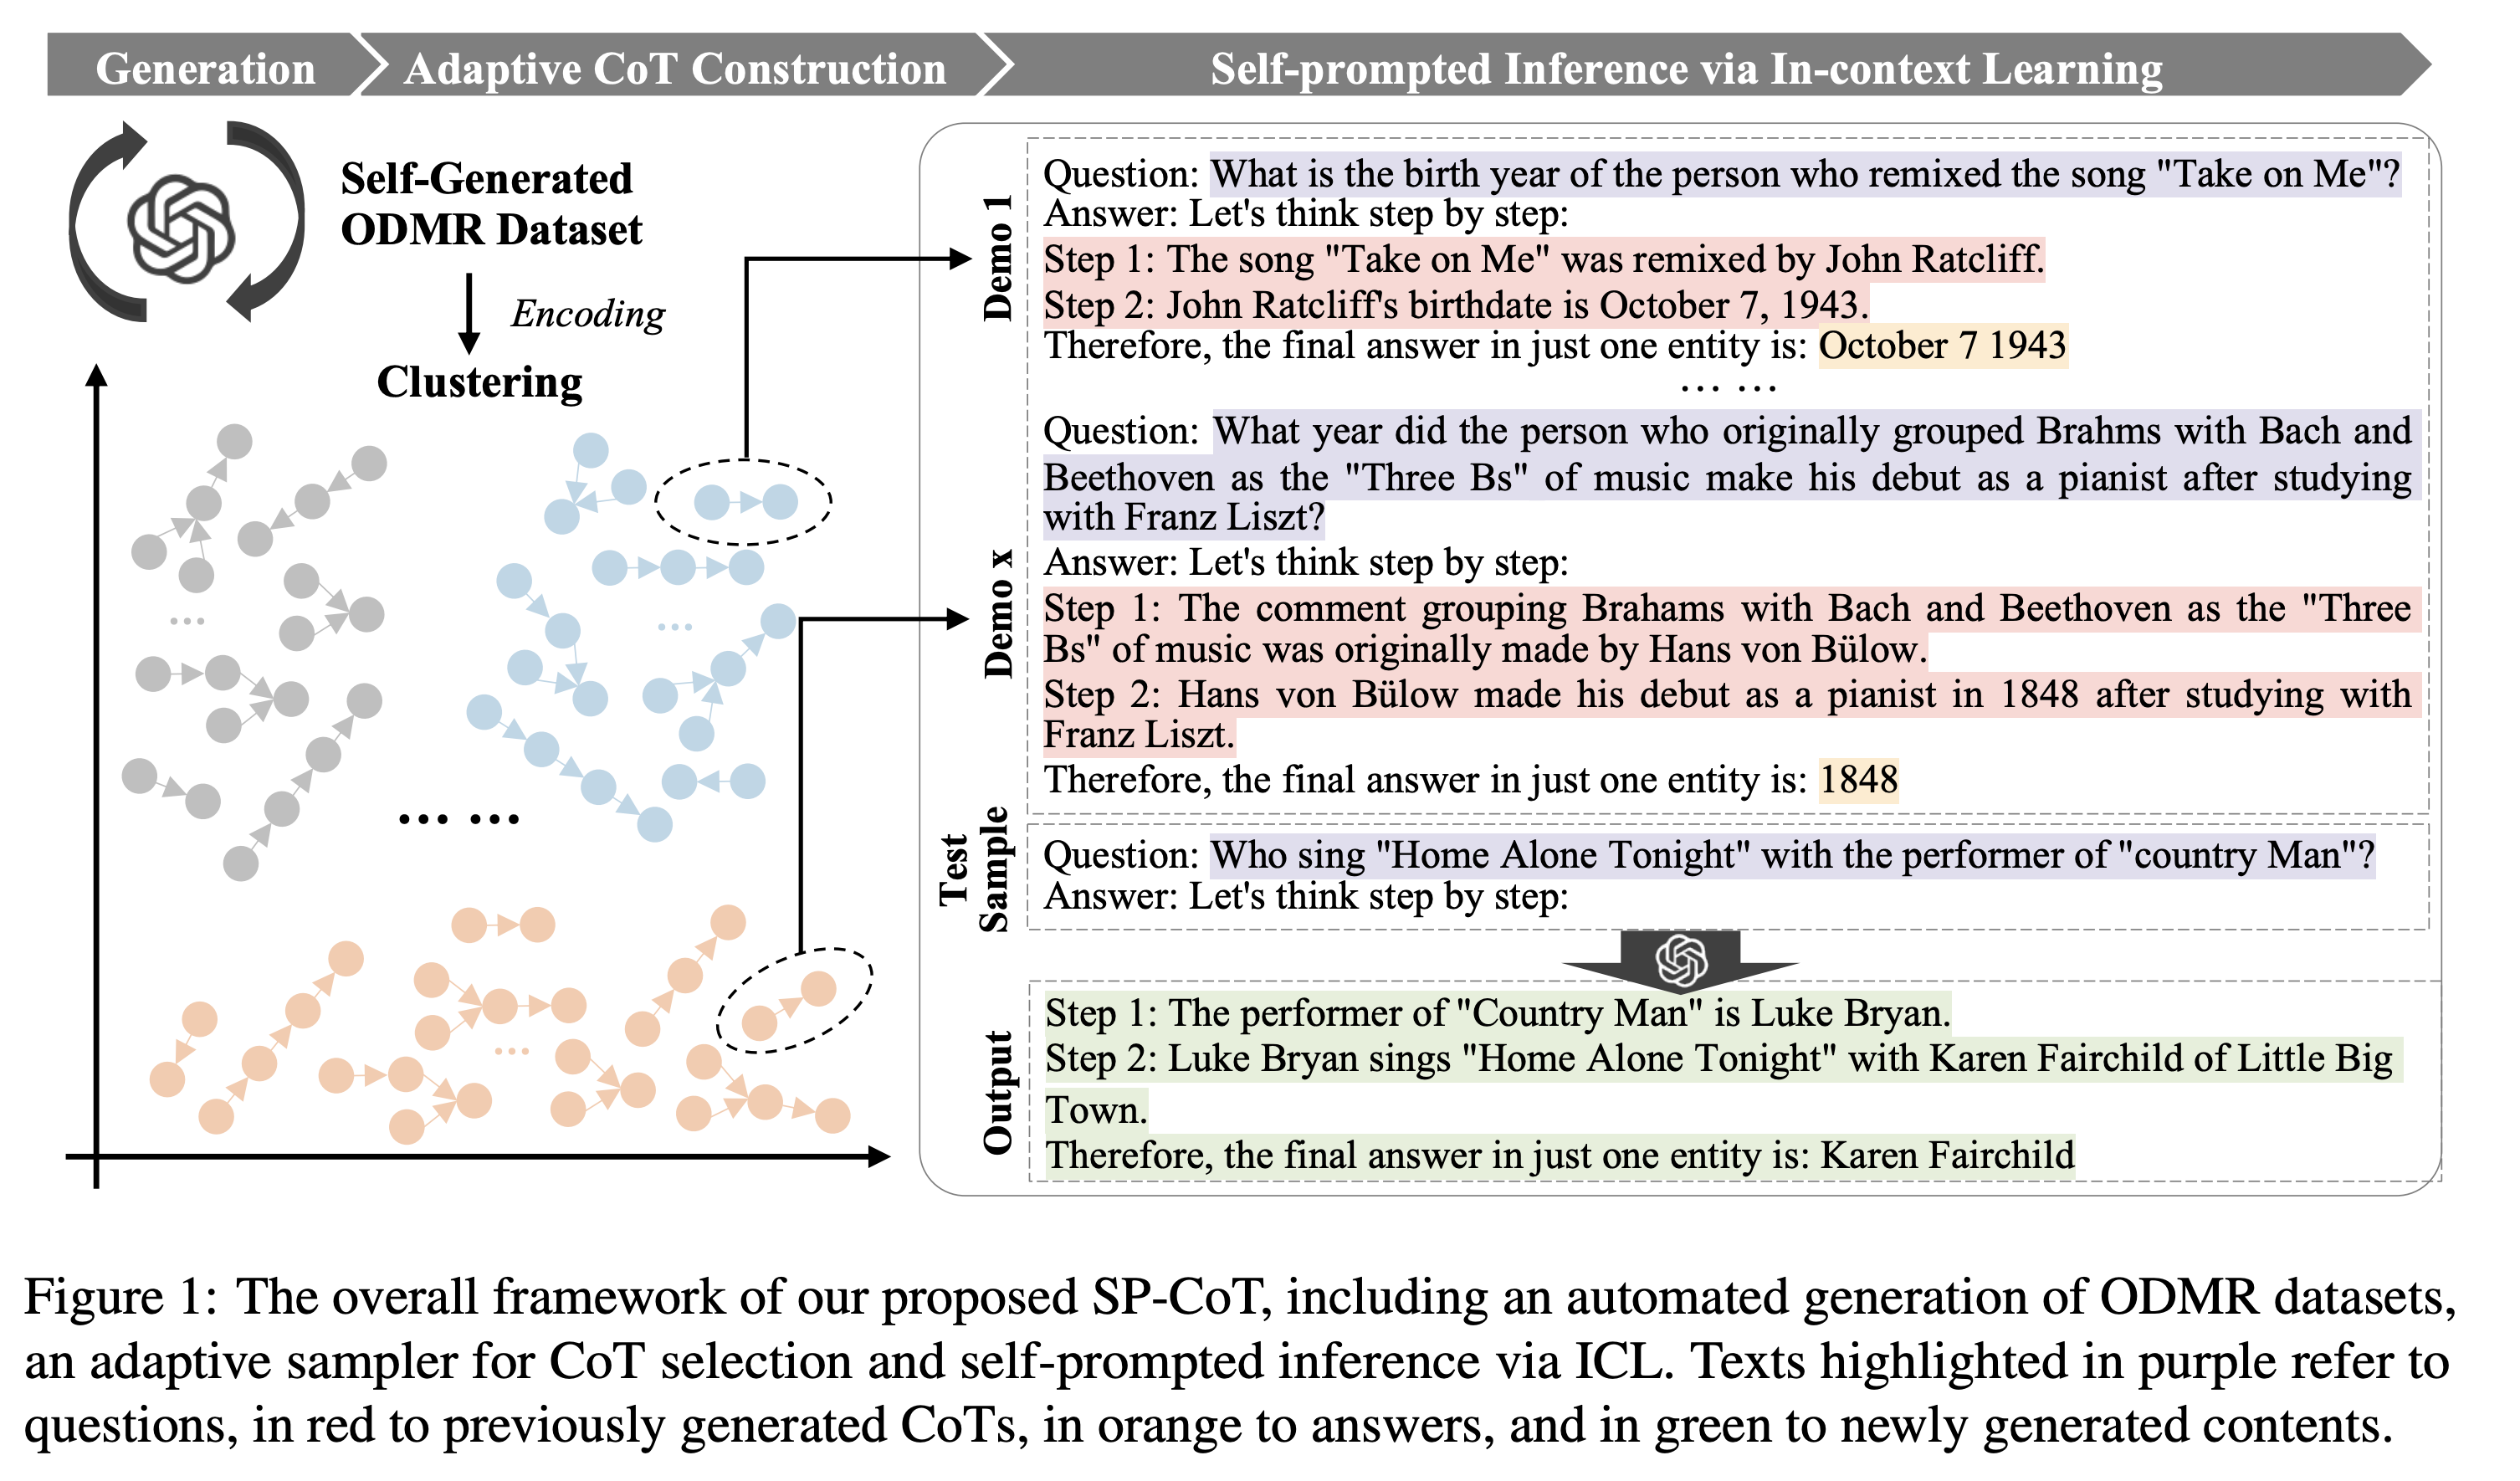 Generation
Adaptive CoT Construction
Self-prompted Inference via In-context Learning
Self-Generated
ODMR Dataset
Encoding
Clustering
... ...
...
...
...
Demo 1
Question: What is the birth year of the person who remixed the song "Take on Me"?
Answer: Let's think step by step:
Step 1: The song "Take on Me" was remixed by John Ratcliff.
Step 2: John Ratcliff's birthdate is October 7, 1943.
Therefore, the final answer in just one entity is: October 7 1943
... ...
Demo x
Question: What year did the person who originally grouped Brahms with Bach and
Beethoven as the "Three Bs" of music make his debut as a pianist after studying
with Franz Liszt?
Answer: Let's think step by step:
Step 1: The comment grouping Brahams with Bach and Beethoven as the "Three
Bs" of music was originally made by Hans von Bülow.
Step 2: Hans von Bülow made his debut as a pianist in 1848 after studying with
Franz Liszt.
Therefore, the final answer in just one entity is: 1848
Test
Sample
Question: Who sing "Home Alone Tonight" with the performer of "country Man"?
Answer: Let's think step by step:
Output
Step 1: The performer of "Country Man" is Luke Bryan.
Step 2: Luke Bryan sings "Home Alone Tonight" with Karen Fairchild of Little Big
Town.
Therefore, the final answer in just one entity is: Karen Fairchild
Figure 1: The overall framework of our proposed SP-CoT, including an automated generation of ODMR datasets,
an adaptive sampler for CoT selection and self-prompted inference via ICL. Texts highlighted in purple refer to
questions, in red to previously generated CoTs, in orange to answers, and in green to newly generated contents.